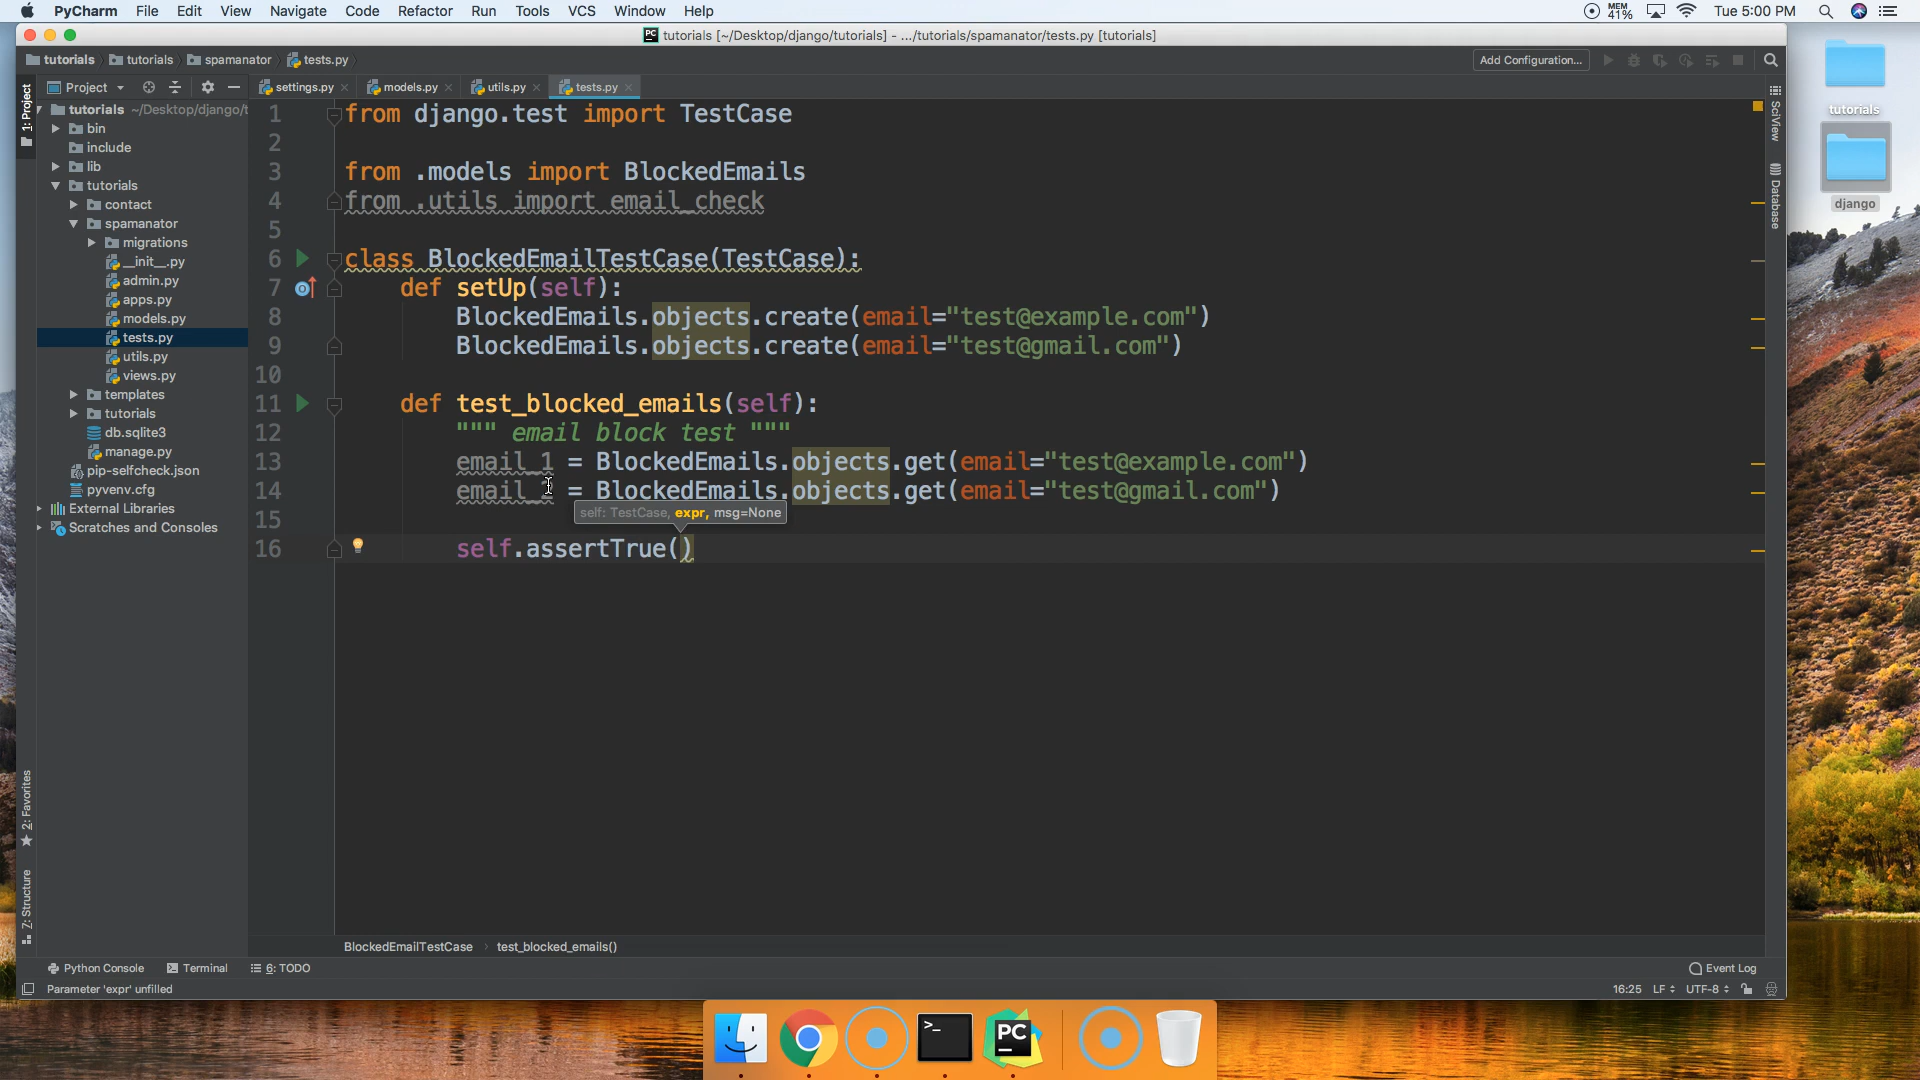 PyCharm File Edit View Navigate Code Refactor Run Tools VCS Window Help MEM 41% Tue 5:00 PM
PC tutorials [~/Desktop/django/tutorials] - .../tutorials/spamanator/tests.py [tutorials]
tutorials tutorials spamanator tests.py Add Configuration...
Project settings.py models.py utils.py tests.py
1: Project
tutorials ~/Desktop/django/t
bin
include
lib
tutorials
contact
spamanator
migrations
__init__.py
admin.py
apps.py
models.py
tests.py
utils.py
views.py
templates
tutorials
db.sqlite3
manage.py
pip-selfcheck.json
pyvenv.cfg
External Libraries
Scratches and Consoles
2: Favorites
Z: Structure
1 from django.test import TestCase
2
3 from .models import BlockedEmails
4 from .utils import email_check
5
6 class BlockedEmailTestCase(TestCase):
7 def setUp(self):
8 BlockedEmails.objects.create(email="test@example.com")
9 BlockedEmails.objects.create(email="test@gmail.com")
10
11 def test_blocked_emails(self):
12 """ email block test """
13 email_1 = BlockedEmails.objects.get(email="test@example.com")
14 email_2 = BlockedEmails.objects.get(email="test@gmail.com")
15 self: TestCase, expr, msg=None
16 self.assertTrue()
SciView
Database
tutorials
django
BlockedEmailTestCase › test_blocked_emails()
Python Console Terminal 6: TODO Event Log
Parameter 'expr' unfilled 16:25 LF UTF-8
>_ PC